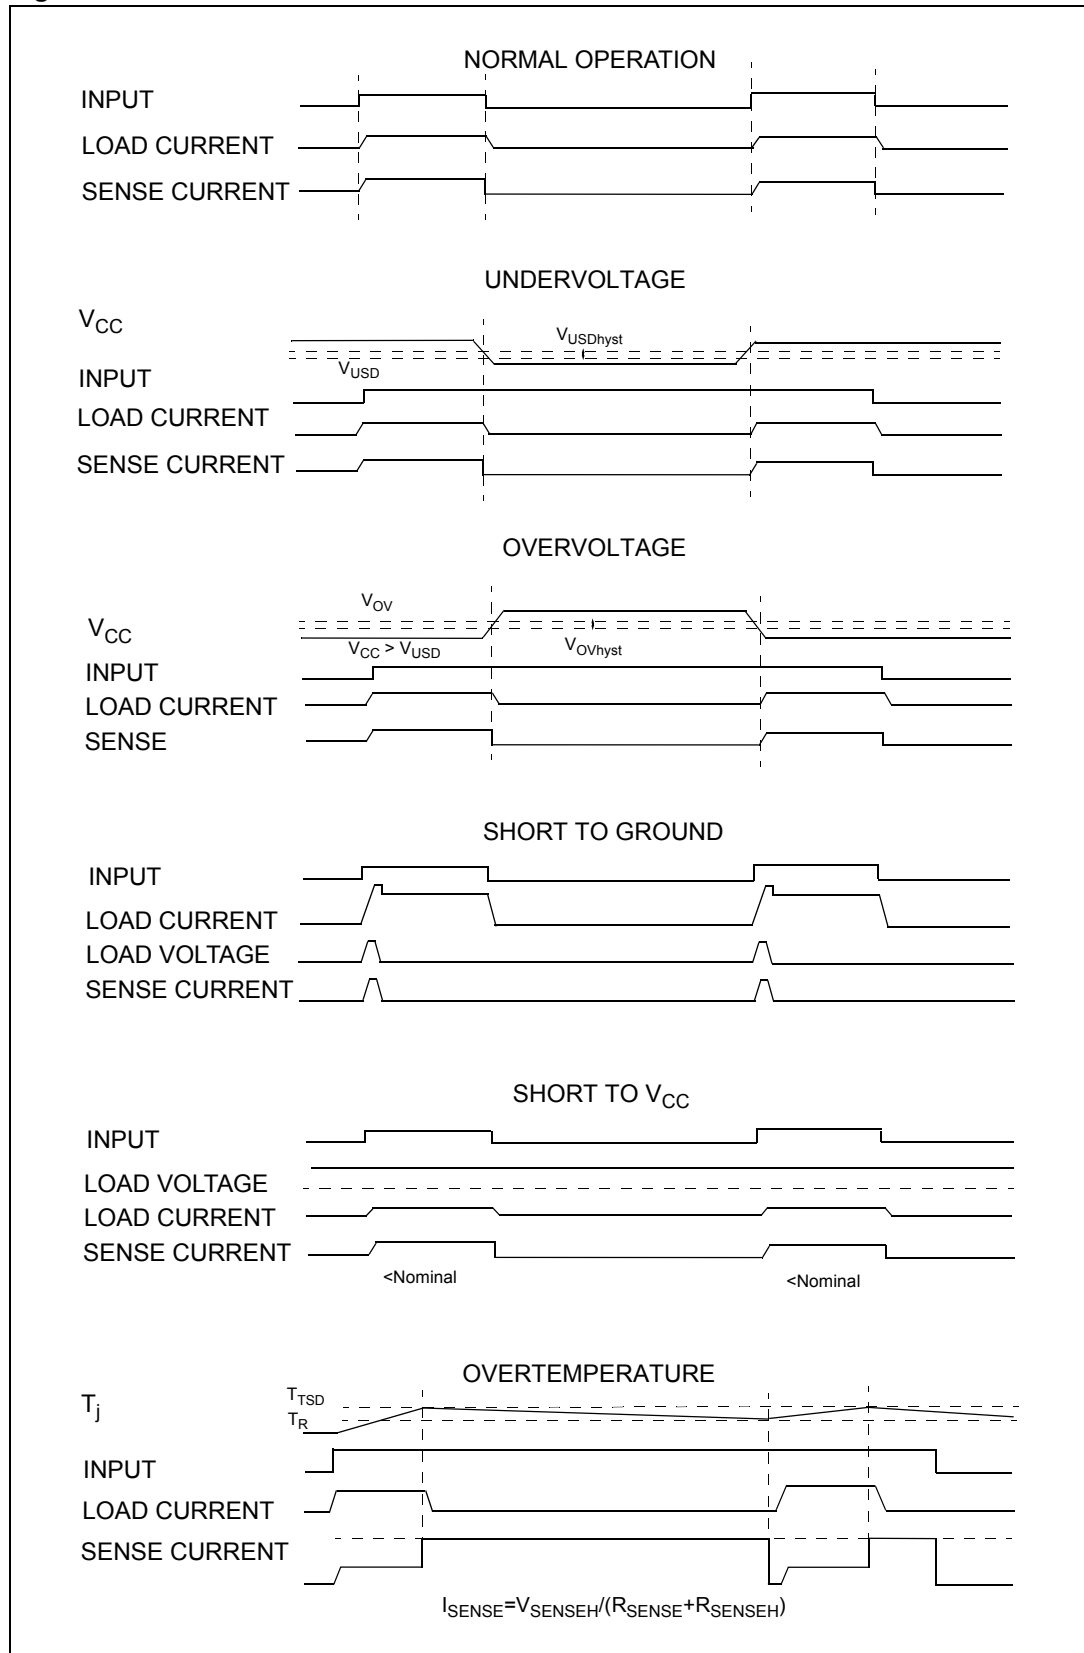 NORMAL OPERATION
INPUT
LOAD CURRENT
SENSE CURRENT
UNDERVOLTAGE
VCC
VUSDhyst
VUSD
INPUT
LOAD CURRENT
SENSE CURRENT
OVERVOLTAGE
VOV
VCC
VCC > VUSD
VOVhyst
INPUT
LOAD CURRENT
SENSE
SHORT TO GROUND
INPUT
LOAD CURRENT
LOAD VOLTAGE
SENSE CURRENT
SHORT TO VCC
INPUT
LOAD VOLTAGE
LOAD CURRENT
SENSE CURRENT
<Nominal
<Nominal
OVERTEMPERATURE
Tj
TTSD
TR
INPUT
LOAD CURRENT
SENSE CURRENT
ISENSE=VSENSEH/(RSENSE+RSENSEH)